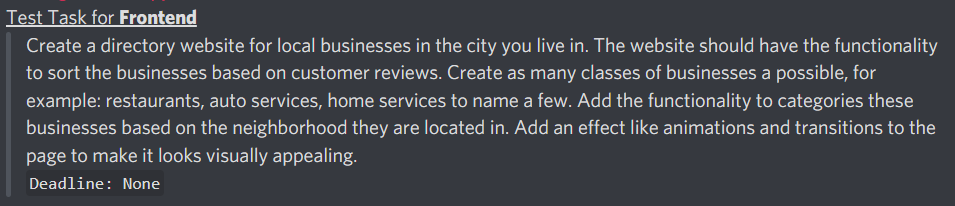 Test Task for Frontend
Create a directory website for local businesses in the city you live in. The website should have the functionality
to sort the businesses based on customer reviews. Create as many classes of businesses a possible, for
example: restaurants, auto services, home services to name a few. Add the functionality to categories these
businesses based on the neighborhood they are located in. Add an effect like animations and transitions to the
page to make it looks visually appealing.
Deadline: None